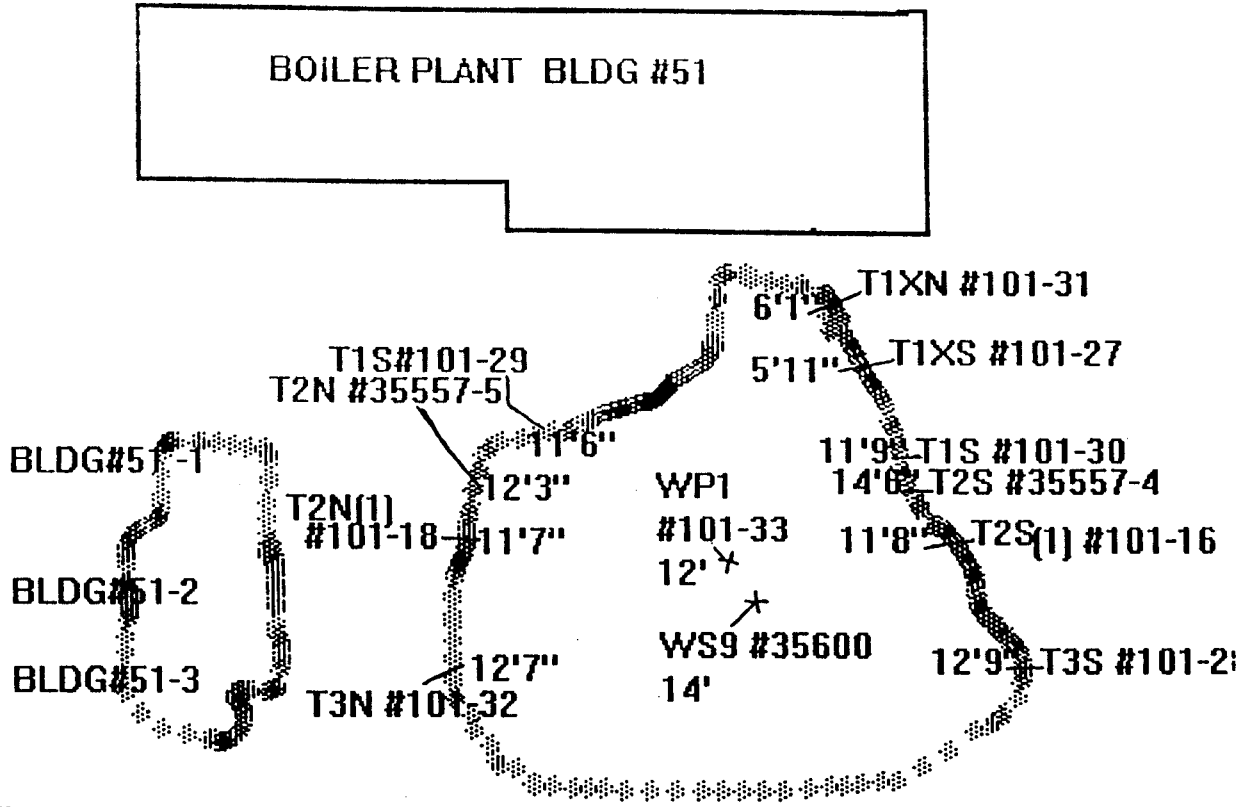 BOILER PLANT BLDG #51
T1XN #101-31
6'1"
T1S#101-29
T1XS #101-27
5'11"
T2N #35557-5
11'6"
11'9" T1S #101-30
BLDG#51 -1
12'3"
WP1
14'6" T2S #35557-4
T2N(1)
#101-18
11'7"
#101-33
11'8" T2S (1) #101-16
12'
BLDG#51-2
WS9 #35600
12'7"
12'9" T3S
BLDG#51-3
14'
T3N #101-32